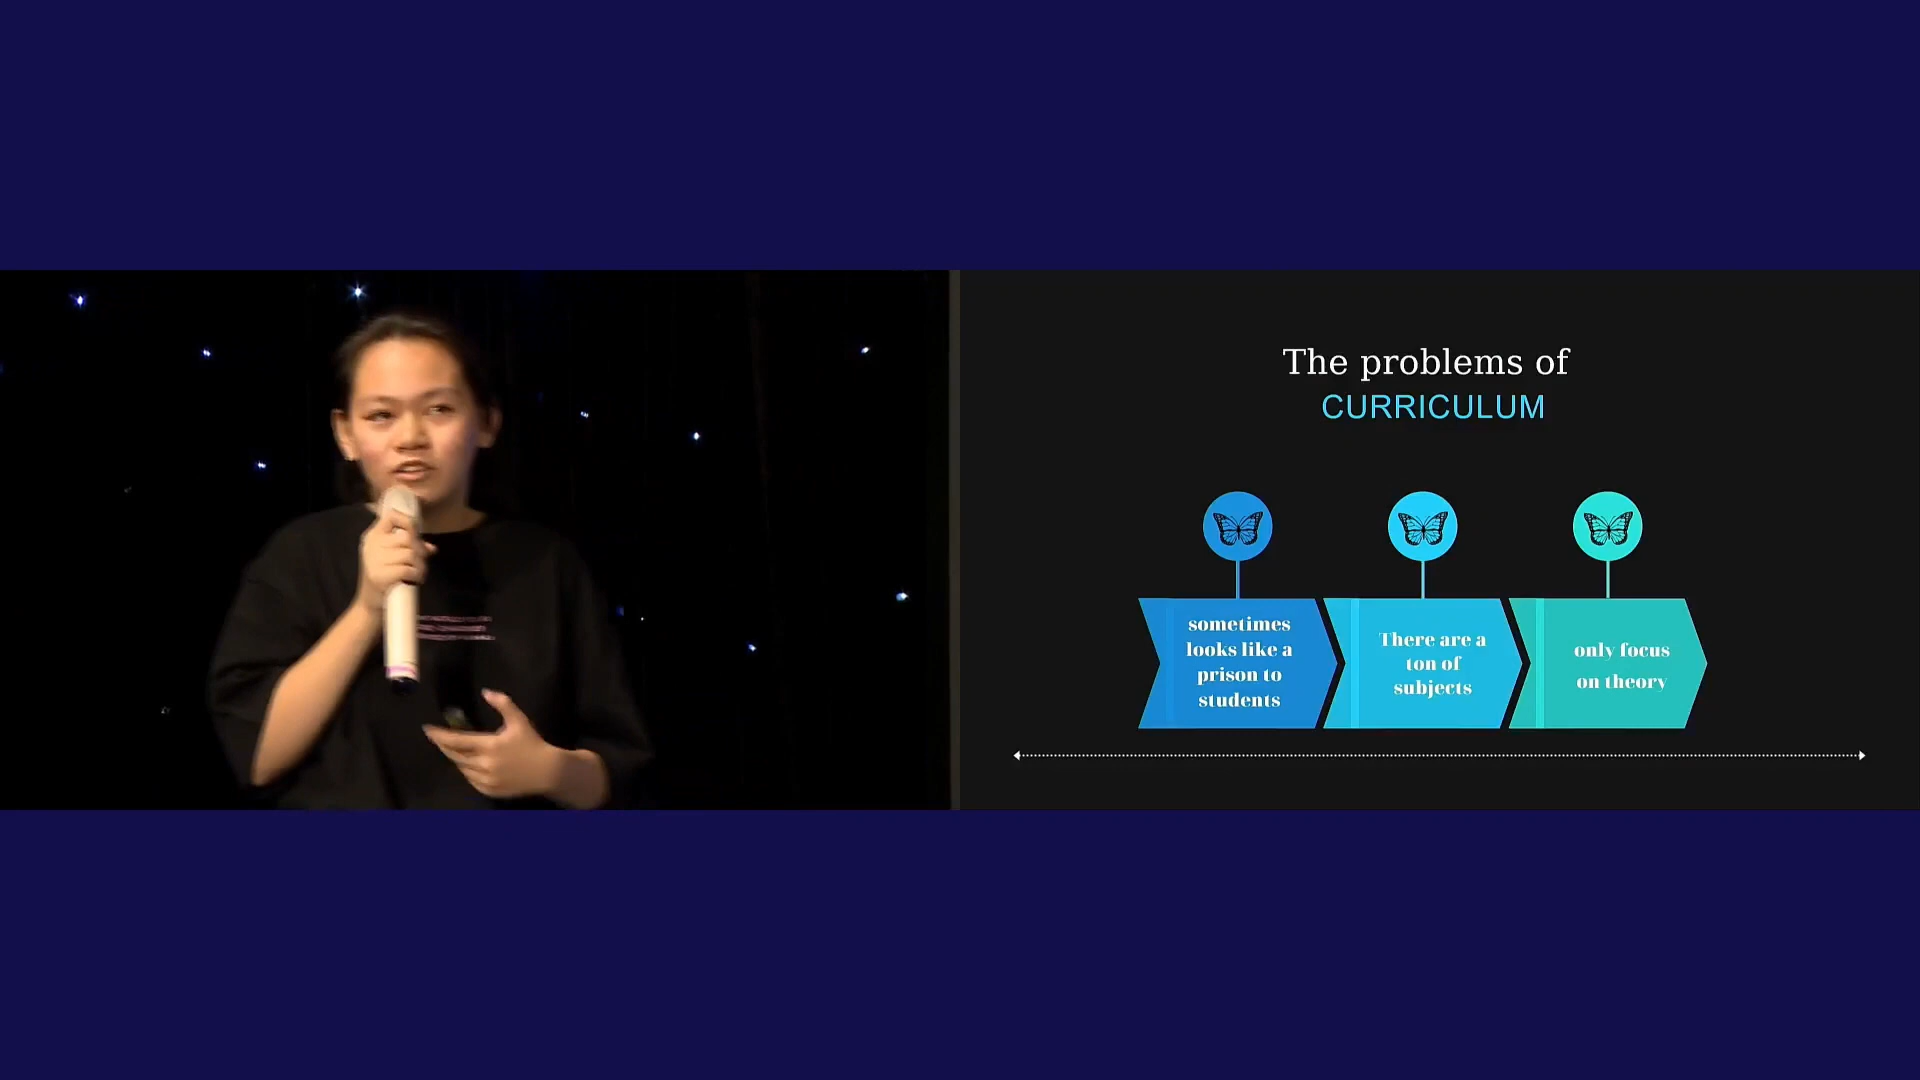 The problems of
CURRICULUM
sometimes
looks like a
prison to
students
There are a
ton of
subjects
only focus
on theory